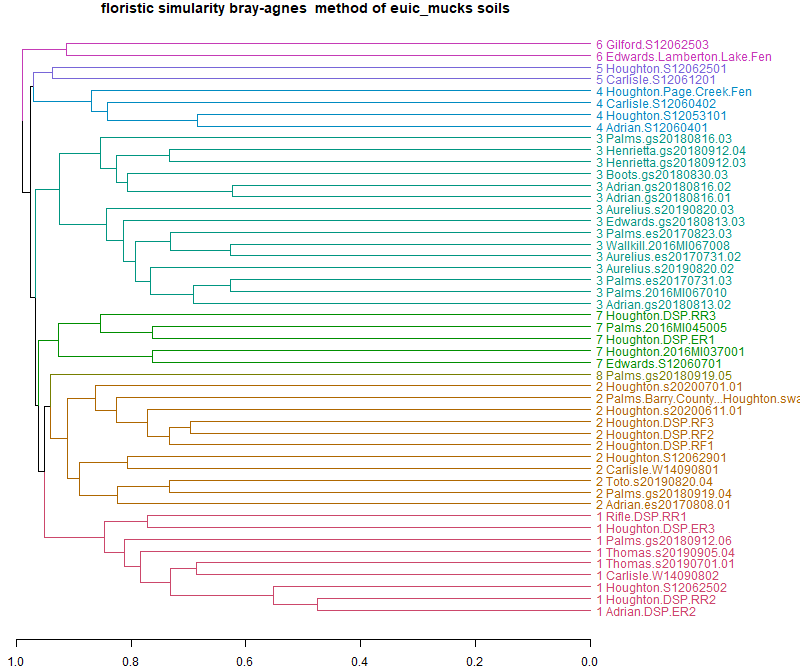 floristic simularity bray-agnes method of euic_mucks soils
6 Gilford.S12062503
6 Edwards.Lamberton.Lake.Fen
5 Houghton.S12062501
5 Carlisle.S12061201
4 Houghton.Page.Creek.Fen
4 Carlisle.S12060402
4 Houghton.S12053101
4 Adrian.S12060401
3 Palms.gs20180816.03
3 Henrietta.gs20180912.04
3 Henrietta.gs20180912.03
3 Boots.gs20180830.03
3 Adrian.gs20180816.02
3 Adrian.gs20180816.01
3 Aurelius.s20190820.03
3 Edwards.gs20180813.03
3 Palms.es20170823.03
3 Wallkill.2016MI067008
3 Aurelius.es20170731.02
3 Aurelius.s20190820.02
3 Palms.es20170731.03
3 Palms.2016MI067010
3 Adrian.gs20180813.02
7 Houghton.DSP.RR3
7 Palms.2016MI045005
7 Houghton.DSP.ER1
7 Houghton.2016MI037001
7 Edwards.S12060701
8 Palms.gs20180919.05
2 Houghton.s20200701.01
2 Palms.Barry.County...Houghton.swa
2 Houghton.s20200611.01
2 Houghton.DSP.RF3
2 Houghton.DSP.RF2
2 Houghton.DSP.RF1
2 Houghton.S12062901
2 Carlisle.W14090801
2 Toto.s20190820.04
2 Palms.gs20180919.04
2 Adrian.es20170808.01
1 Rifle.DSP.RR1
1 Houghton.DSP.ER3
1 Palms.gs20180912.06
1 Thomas.s20190905.04
1 Thomas.s20190701.01
1 Carlisle.W14090802
1 Houghton.S12062502
1 Houghton.DSP.RR2
1 Adrian.DSP.ER2
1.0 0.8 0.6 0.4 0.2 0.0